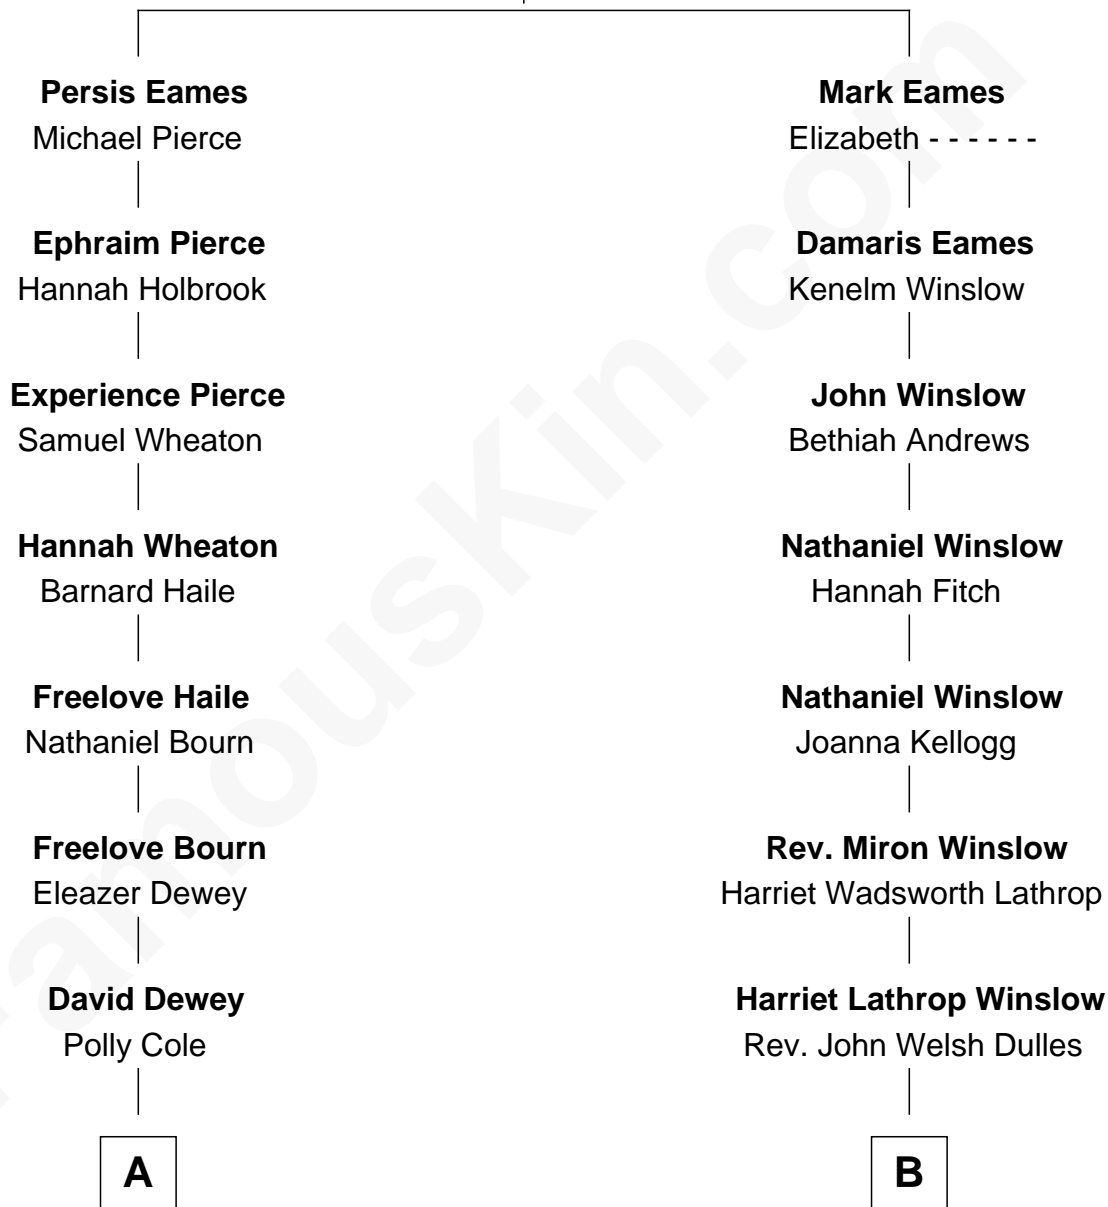 Persis Eames
Michael Pierce
Ephraim Pierce
Hannah Holbrook
Experience Pierce
Samuel Wheaton
Hannah Wheaton
Barnard Haile
Freelove Haile
Nathaniel Bourn
Freelove Bourn
Eleazer Dewey
David Dewey
Polly Cole
A
Mark Eames
Elizabeth - - - - - -
Damaris Eames
Kenelm Winslow
John Winslow
Bethiah Andrews
Nathaniel Winslow
Hannah Fitch
Nathaniel Winslow
Joanna Kellogg
Rev. Miron Winslow
Harriet Wadsworth Lathrop
Harriet Lathrop Winslow
Rev. John Welsh Dulles
B
FamousKin.com